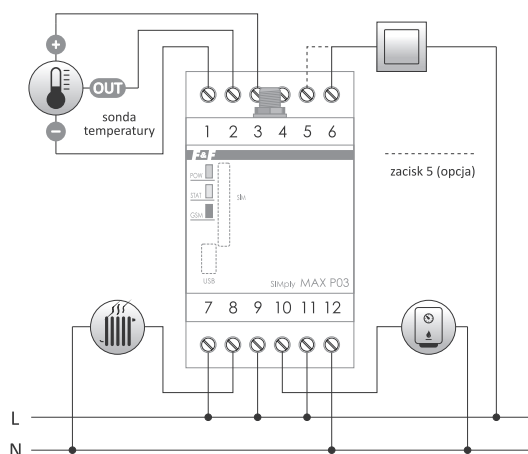 +
OUT
sonda
temperatury
−
1 2 3 4 5 6
zacisk 5 (opcja)
F&F
POW
STAT
SIM
GSM
USB
SIMply MAX P03
7 8 9 10 11 12
L
N